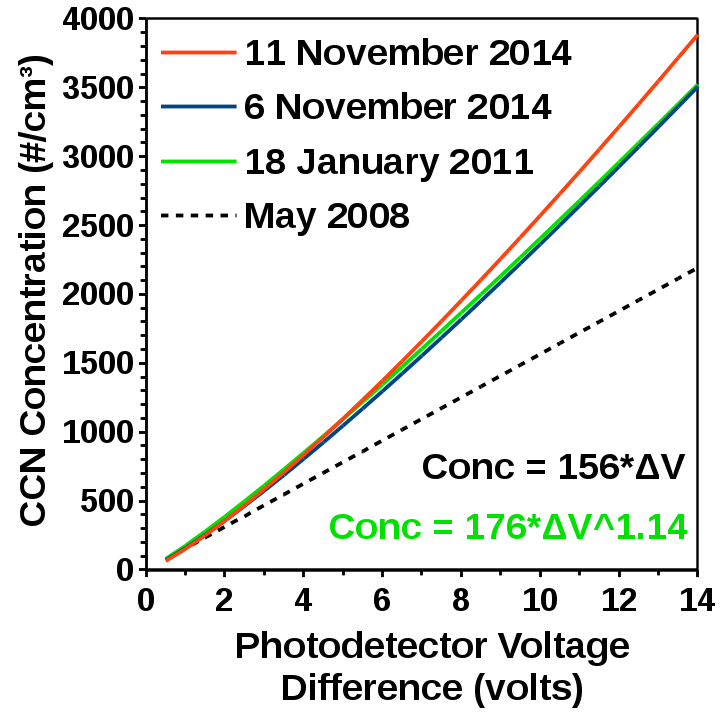 4000
3500
3000
2500
2000
1500
1000
500
0
CCN Concentration (#/cm³)
11 November 2014
6 November 2014
18 January 2011
May 2008
Conc = 156*ΔV
Conc = 176*ΔV^1.14
0 2 4 6 8 10 12 14
Photodetector Voltage
Difference (volts)